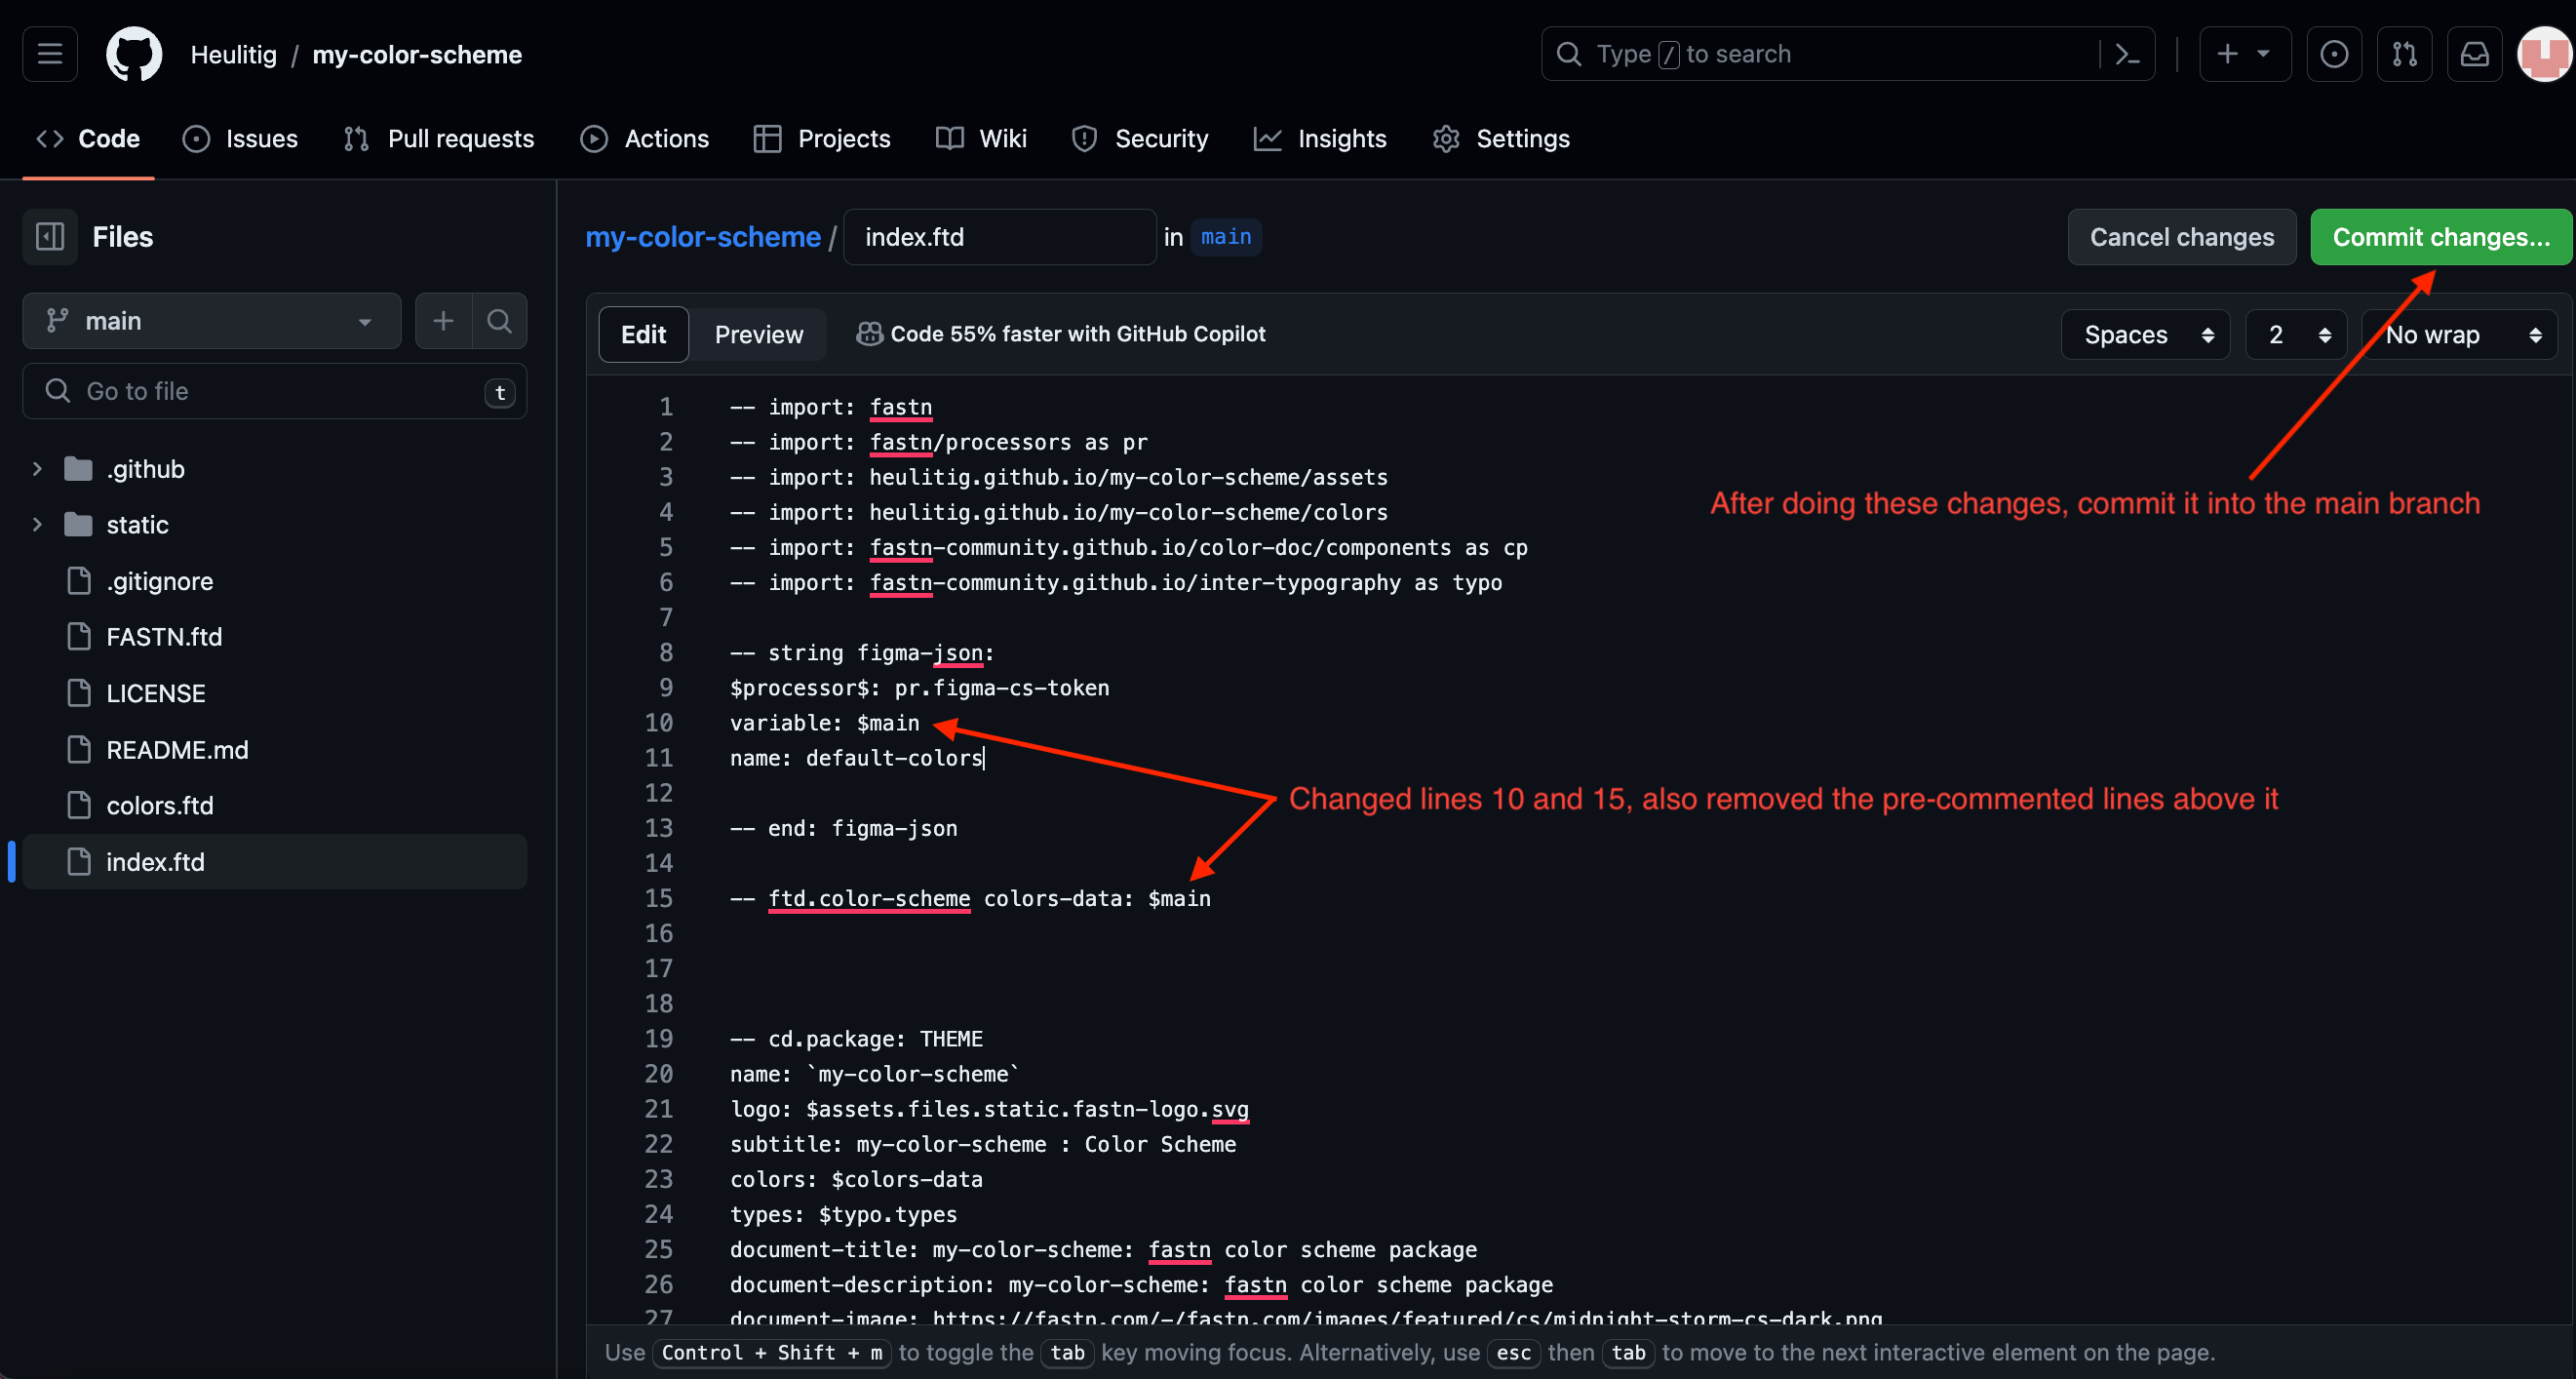 Heulitig / my-color-scheme
Type / to search
Code
Issues
Pull requests
Actions
Projects
Wiki
Security
Insights
Settings
Files
main
Go to file
t
.github
static
.gitignore
FASTN.ftd
LICENSE
README.md
colors.ftd
index.ftd
my-color-scheme / index.ftd in main
Cancel changes
Commit changes...
Edit
Preview
Code 55% faster with GitHub Copilot
Spaces
2
No wrap
1 -- import: fastn
2 -- import: fastn/processors as pr
3 -- import: heulitig.github.io/my-color-scheme/assets
4 -- import: heulitig.github.io/my-color-scheme/colors
5 -- import: fastn-community.github.io/color-doc/components as cp
6 -- import: fastn-community.github.io/inter-typography as typo
7
8 -- string figma-json:
9 $processor$: pr.figma-cs-token
10 variable: $main
11 name: default-colors
12
13 -- end: figma-json
14
15 -- ftd.color-scheme colors-data: $main
16
17
18
19 -- cd.package: THEME
20 name: `my-color-scheme`
21 logo: $assets.files.static.fastn-logo.svg
22 subtitle: my-color-scheme : Color Scheme
23 colors: $colors-data
24 types: $typo.types
25 document-title: my-color-scheme: fastn color scheme package
26 document-description: my-color-scheme: fastn color scheme package
27 document-image: https://fastn.com/-/fastn.com/images/featured/cs/midnight-storm-cs-dark.png
After doing these changes, commit it into the main branch
Changed lines 10 and 15, also removed the pre-commented lines above it
Use Control + Shift + m to toggle the tab key moving focus. Alternatively, use esc then tab to move to the next interactive element on the page.